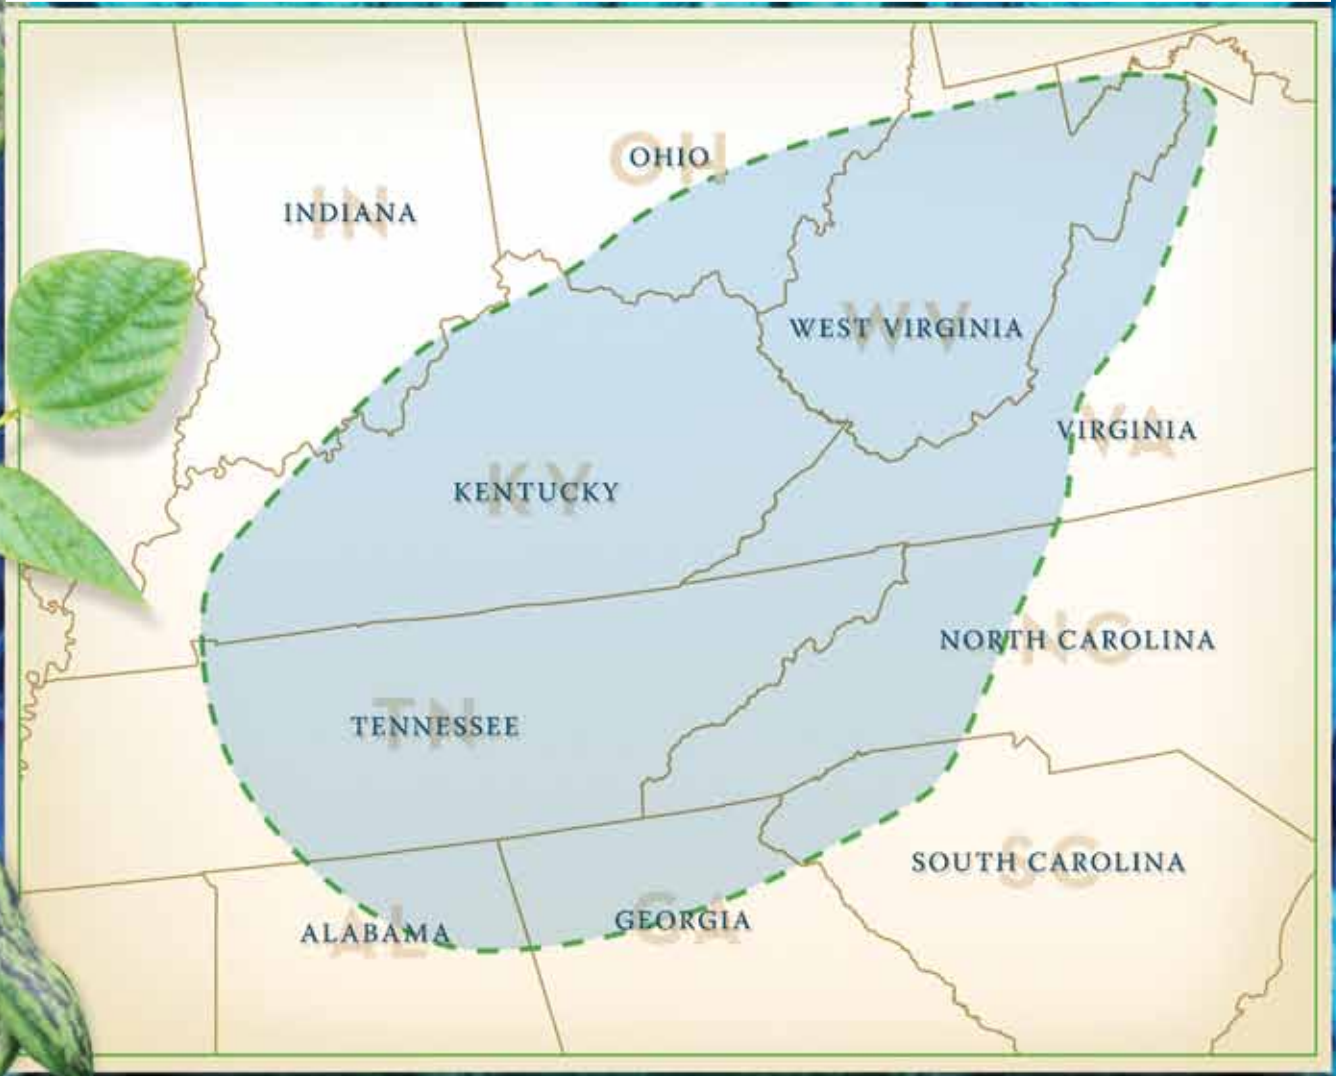 OH
OHIO
IN
INDIANA
WV
WEST VIRGINIA
VA
VIRGINIA
KY
KENTUCKY
NC
NORTH CAROLINA
TN
TENNESSEE
SC
SOUTH CAROLINA
GA
GEORGIA
AL
ALABAMA